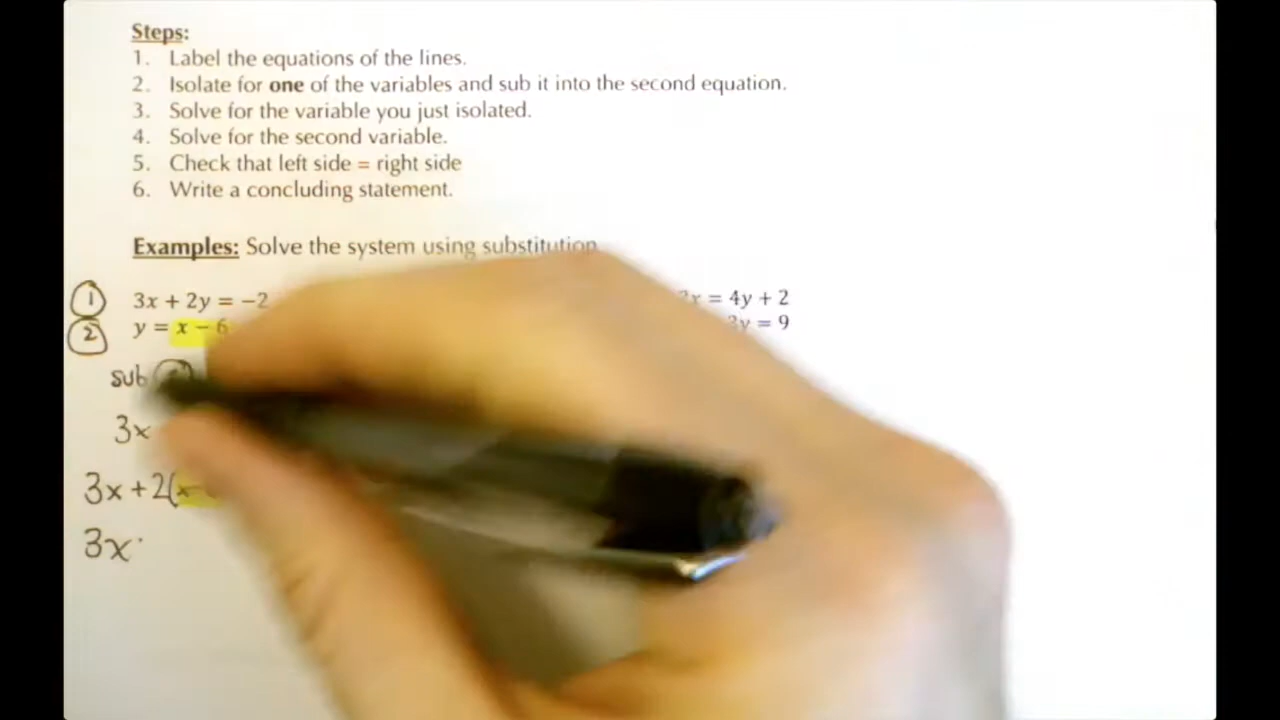 Steps:
1. Label the equations of the lines.
2. Isolate for one of the variables and sub it into the second equation.
3. Solve for the variable you just isolated.
4. Solve for the second variable.
5. Check that left side = right side
6. Write a concluding statement.
Examples: Solve the system using substitution
① 3x + 2y = −2
x = 4y + 2
② y = x − 6
y = 9
sub
3x
3x + 2(x −
3x